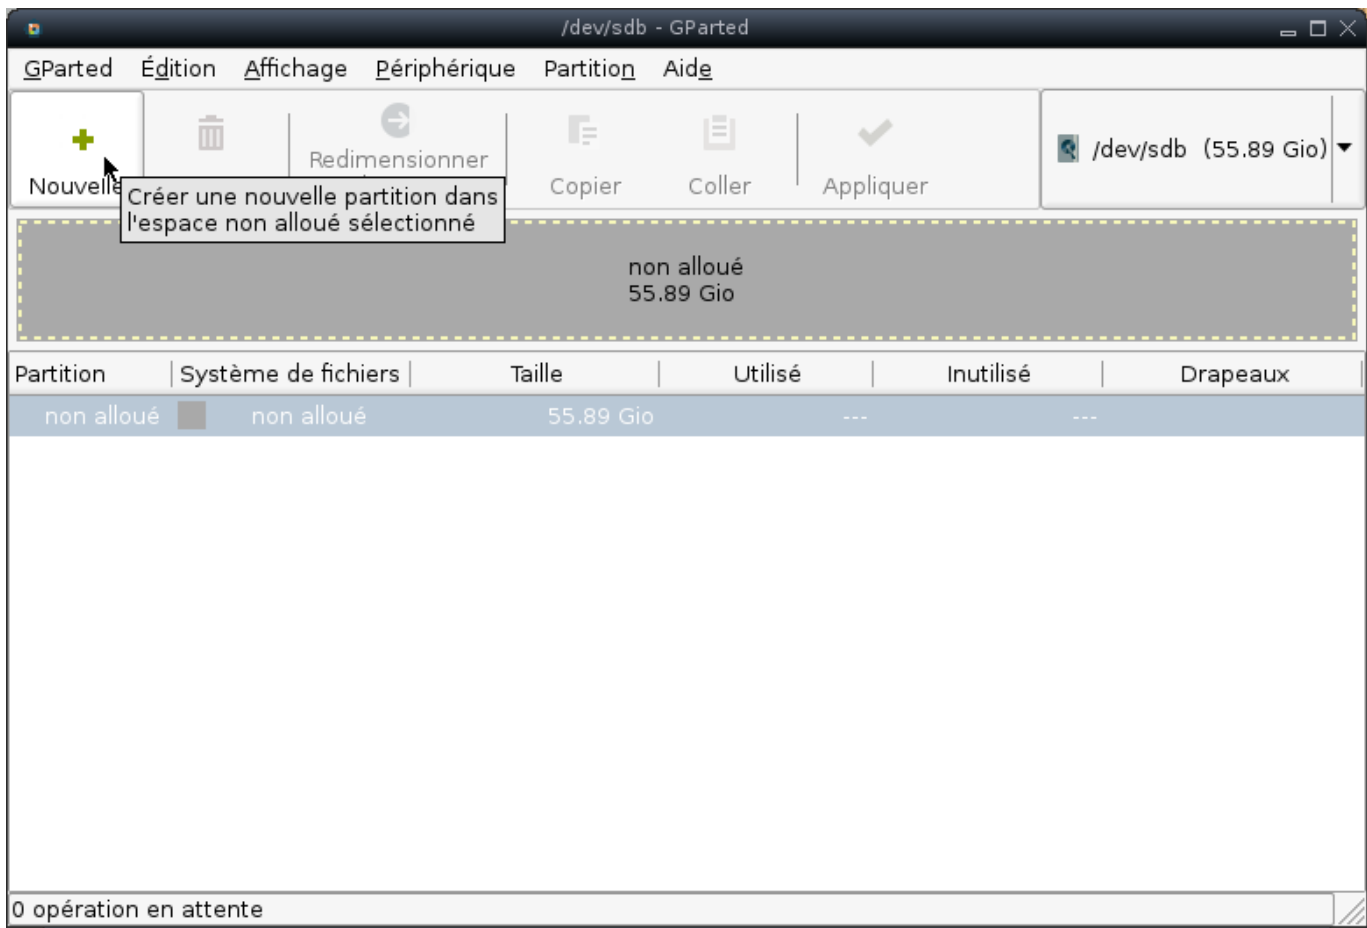 /dev/sdb - GParted
GParted Édition Affichage Périphérique Partition Aide
Nouvelle
Redimensionner
Copier Coller Appliquer
/dev/sdb (55.89 Gio)
Créer une nouvelle partition dans
l'espace non alloué sélectionné
non alloué
55.89 Gio
Partition Système de fichiers Taille Utilisé Inutilisé Drapeaux
non alloué non alloué 55.89 Gio --- ---
0 opération en attente